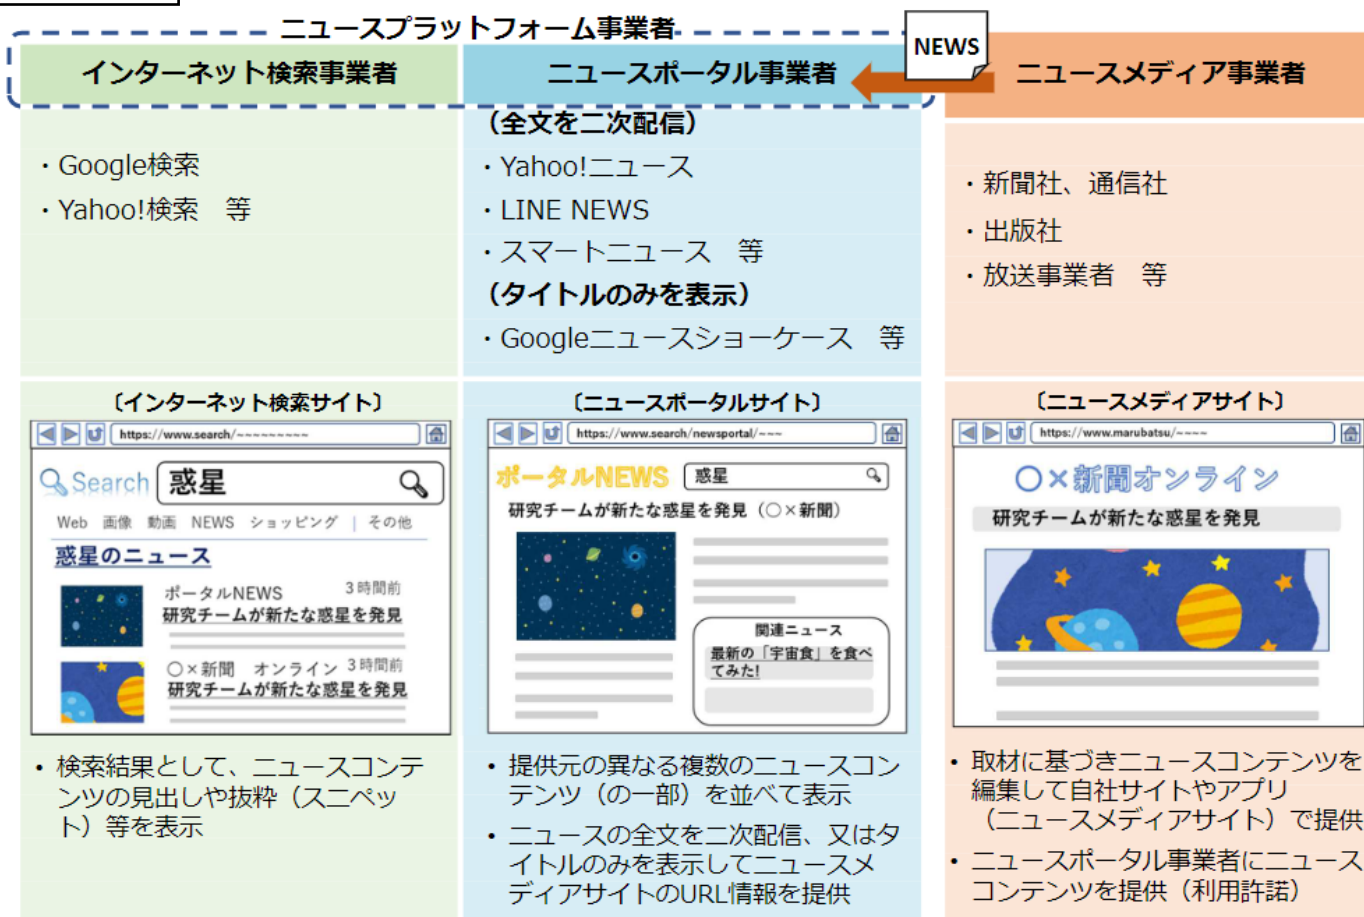 ニュースプラットフォーム事業者
NEWS
インターネット検索事業者
ニュースポータル事業者
ニュースメディア事業者
・Google検索
・Yahoo!検索　等
（全文を二次配信）
・Yahoo!ニュース
・LINE NEWS
・スマートニュース　等
（タイトルのみを表示）
・Googleニュースショーケース　等
・新聞社、通信社
・出版社
・放送事業者　等
〔インターネット検索サイト〕
https://www.search/~~~~~~~~~
Search 惑星
Web 画像 動画 NEWS ショッピング | その他
惑星のニュース
ポータルNEWS 3時間前
研究チームが新たな惑星を発見
○×新聞　オンライン 3時間前
研究チームが新たな惑星を発見
・検索結果として、ニュースコンテ
ンツの見出しや抜粋（スニペッ
ト）等を表示
〔ニュースポータルサイト〕
https://www.search/newsportal/~~~
ポータルNEWS 惑星
研究チームが新たな惑星を発見（○×新聞）
関連ニュース
最新の「宇宙食」を食べ
てみた!
・提供元の異なる複数のニュースコン
テンツ（の一部）を並べて表示
・ニュースの全文を二次配信、又はタ
イトルのみを表示してニュースメ
ディアサイトのURL情報を提供
〔ニュースメディアサイト〕
https://www.marubatsu/~~~~
○×新聞オンライン
研究チームが新たな惑星を発見
・取材に基づきニュースコンテンツを
編集して自社サイトやアプリ
（ニュースメディアサイト）で提供
・ニュースポータル事業者にニュース
コンテンツを提供（利用許諾）